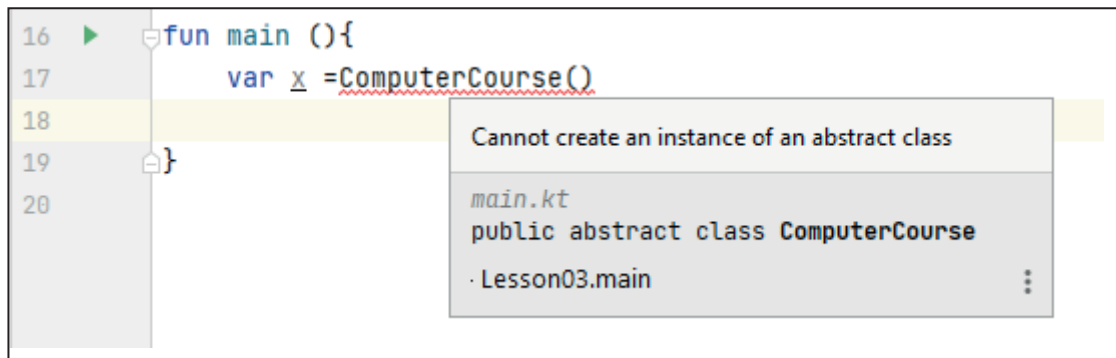 16 fun main (){
17 var x =ComputerCourse()
18
19 }
20
Cannot create an instance of an abstract class
main.kt
public abstract class ComputerCourse
· Lesson03.main